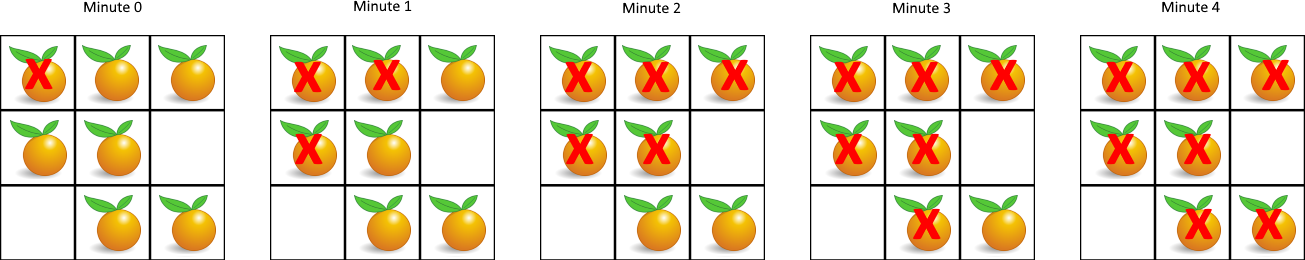 Minute 0 Minute 1 Minute 2 Minute 3 Minute 4
X X X X X X X X X X X X
X X X X X X X
X X X